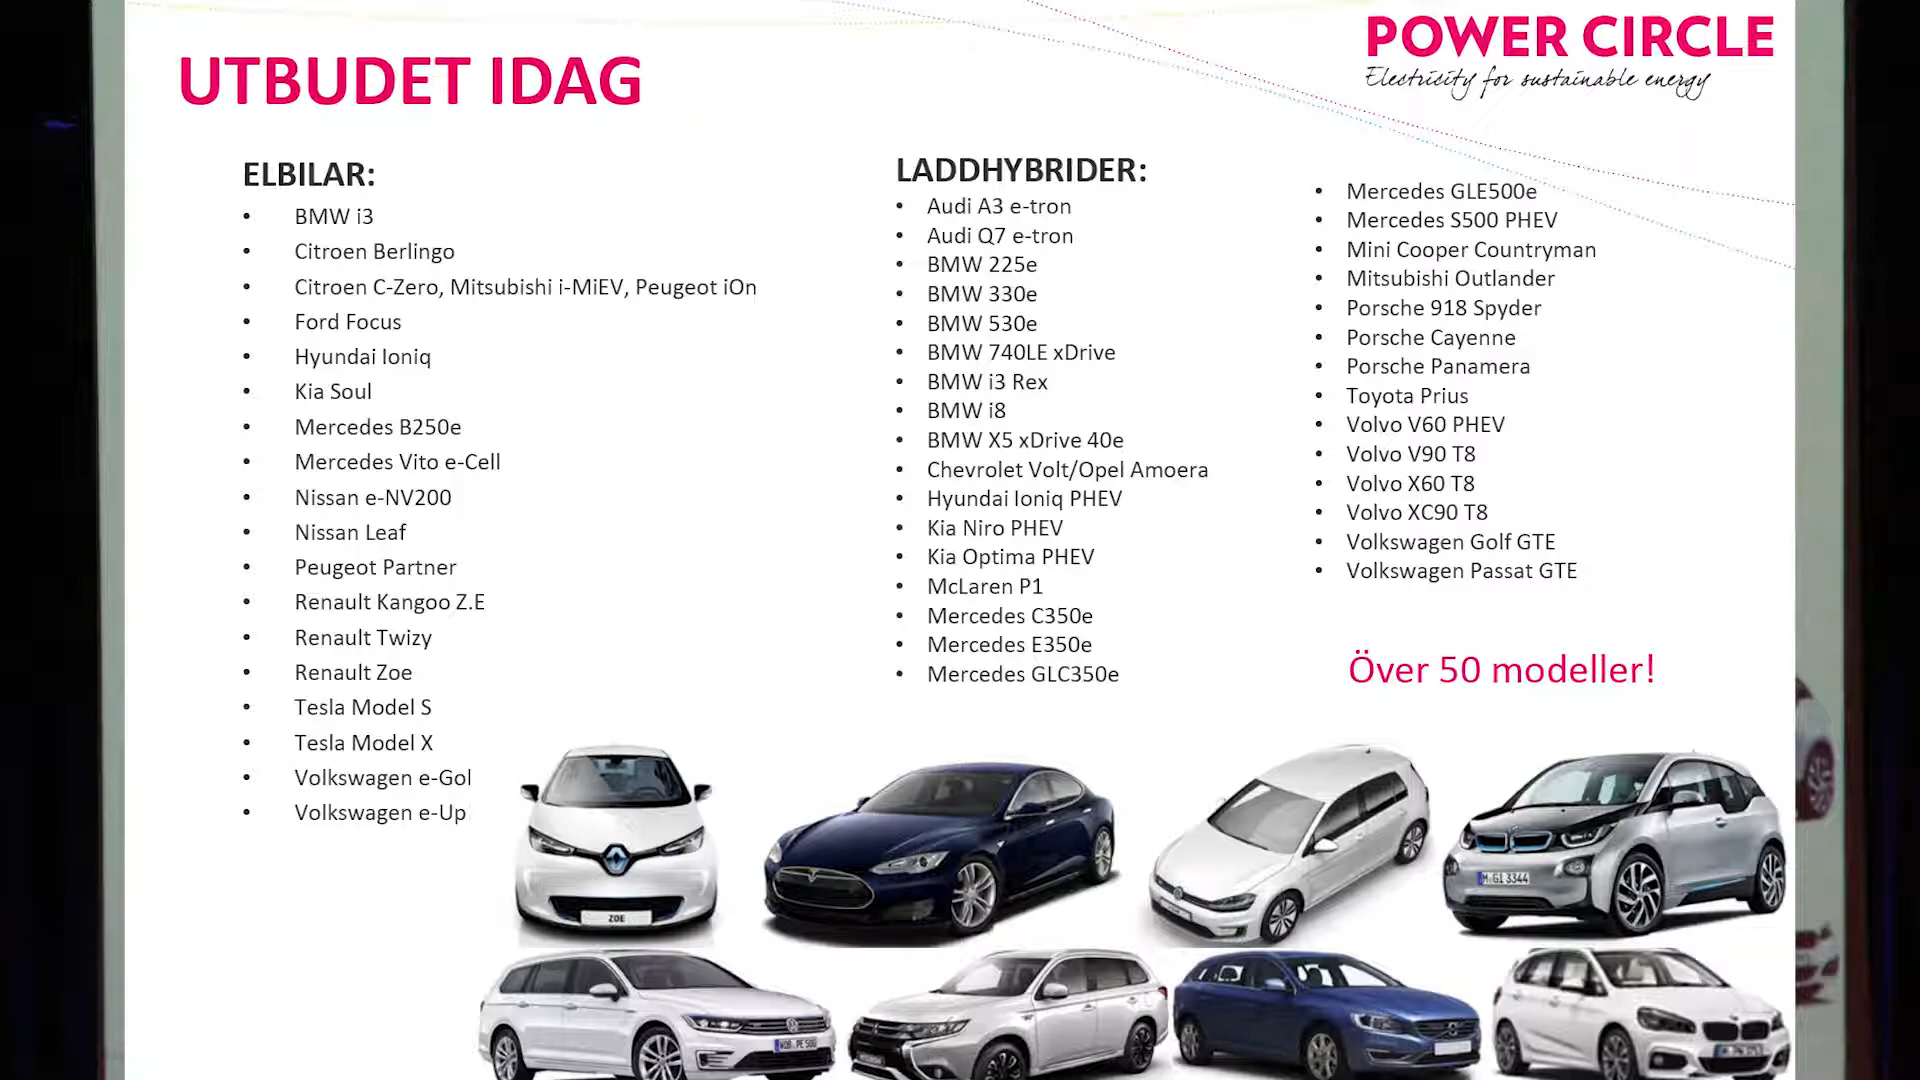 POWER CIRCLE
Electricity for sustainable energy
UTBUDET IDAG
ELBILAR:
• BMW i3
• Citroen Berlingo
• Citroen C-Zero, Mitsubishi i-MiEV, Peugeot iOn
• Ford Focus
• Hyundai Ioniq
• Kia Soul
• Mercedes B250e
• Mercedes Vito e-Cell
• Nissan e-NV200
• Nissan Leaf
• Peugeot Partner
• Renault Kangoo Z.E
• Renault Twizy
• Renault Zoe
• Tesla Model S
• Tesla Model X
• Volkswagen e-Gol
• Volkswagen e-Up
LADDHYBRIDER:
• Audi A3 e-tron
• Audi Q7 e-tron
• BMW 225e
• BMW 330e
• BMW 530e
• BMW 740LE xDrive
• BMW i3 Rex
• BMW i8
• BMW X5 xDrive 40e
• Chevrolet Volt/Opel Amoera
• Hyundai Ioniq PHEV
• Kia Niro PHEV
• Kia Optima PHEV
• McLaren P1
• Mercedes C350e
• Mercedes E350e
• Mercedes GLC350e
• Mercedes GLE500e
• Mercedes S500 PHEV
• Mini Cooper Countryman
• Mitsubishi Outlander
• Porsche 918 Spyder
• Porsche Cayenne
• Porsche Panamera
• Toyota Prius
• Volvo V60 PHEV
• Volvo V90 T8
• Volvo X60 T8
• Volvo XC90 T8
• Volkswagen Golf GTE
• Volkswagen Passat GTE
Över 50 modeller!
ZOE